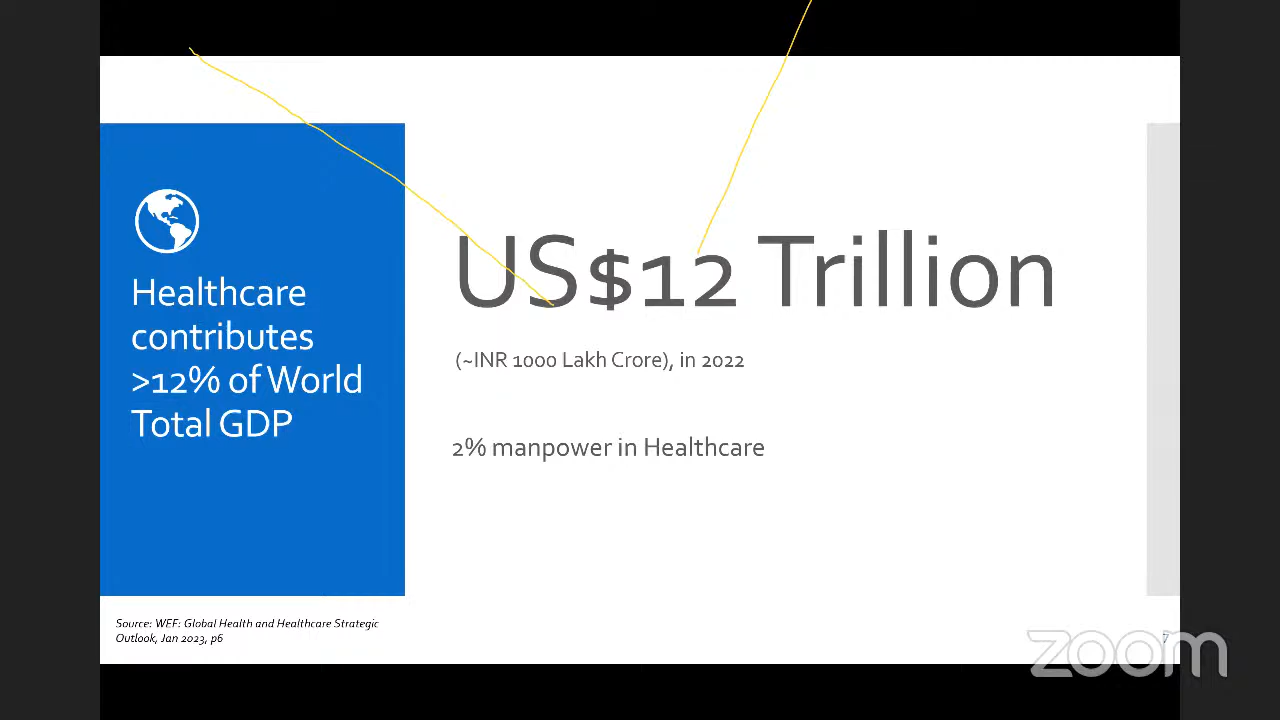 Healthcare
contributes
>12% of World
Total GDP
US$12 Trillion
(~INR 1000 Lakh Crore), in 2022
2% manpower in Healthcare
Source: WEF: Global Health and Healthcare Strategic
Outlook, Jan 2023, p6
7
zoom